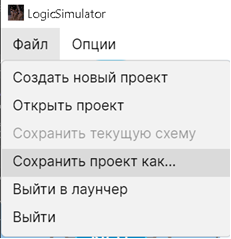 LogicSimulator
Файл Опции
Создать новый проект
Открыть проект
Сохранить текущую схему
Сохранить проект как...
Выйти в лаунчер
Выйти